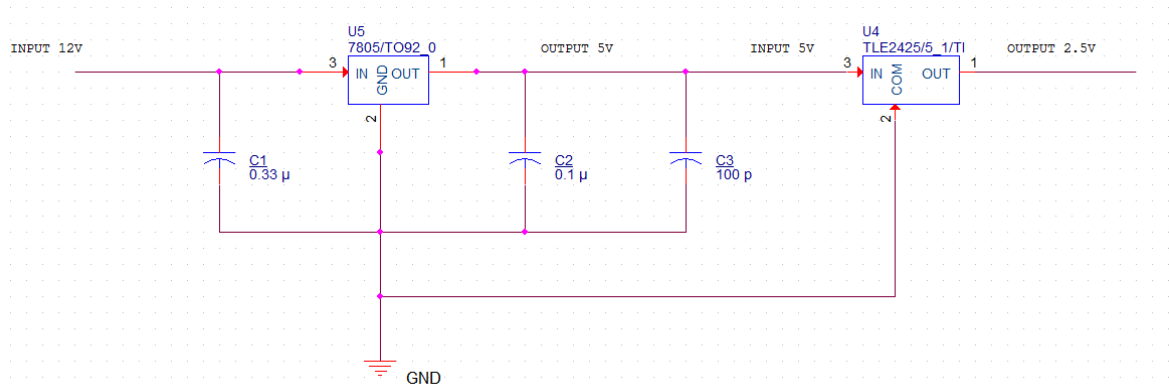 U5
7805/TO92_0
U4
TLE2425/5_1/TI
INPUT 12V
OUTPUT 5V
INPUT 5V
OUTPUT 2.5V
3
IN
GND
OUT
1
2
3
IN
COM
OUT
1
2
C1
0.33 µ
C2
0.1 µ
C3
100 p
GND